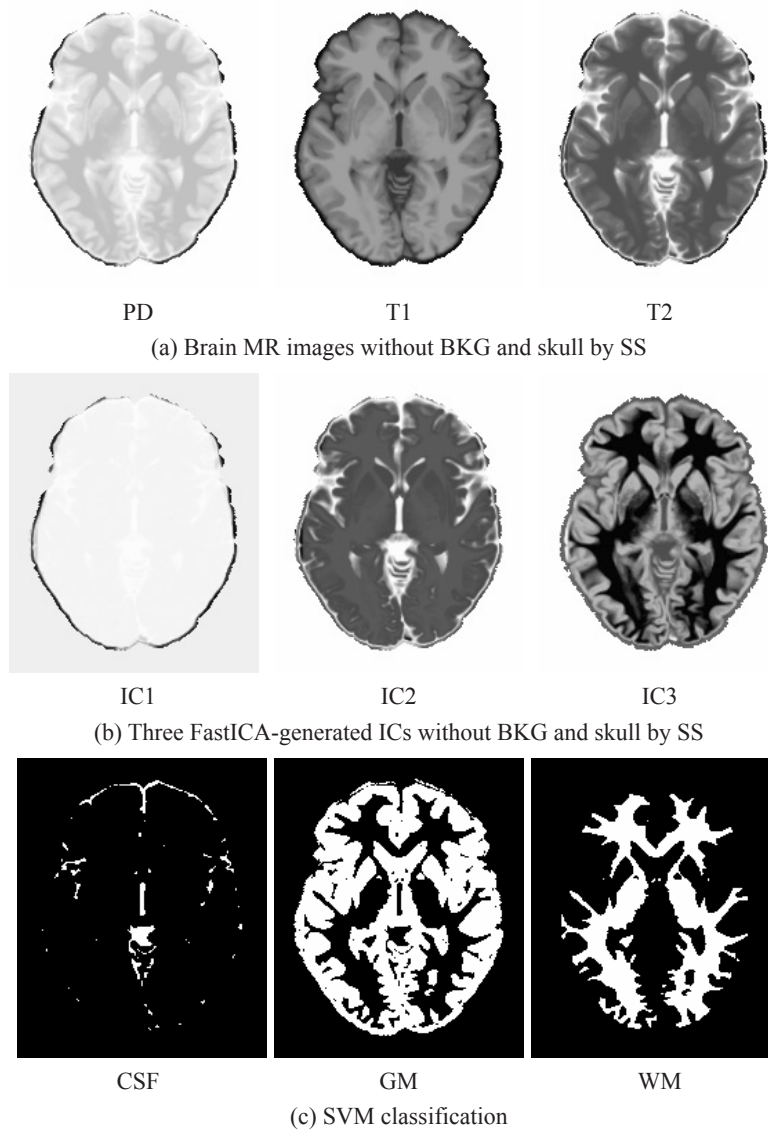 PD T1 T2
(a) Brain MR images without BKG and skull by SS
IC1 IC2 IC3
(b) Three FastICA-generated ICs without BKG and skull by SS
CSF GM WM
(c) SVM classification